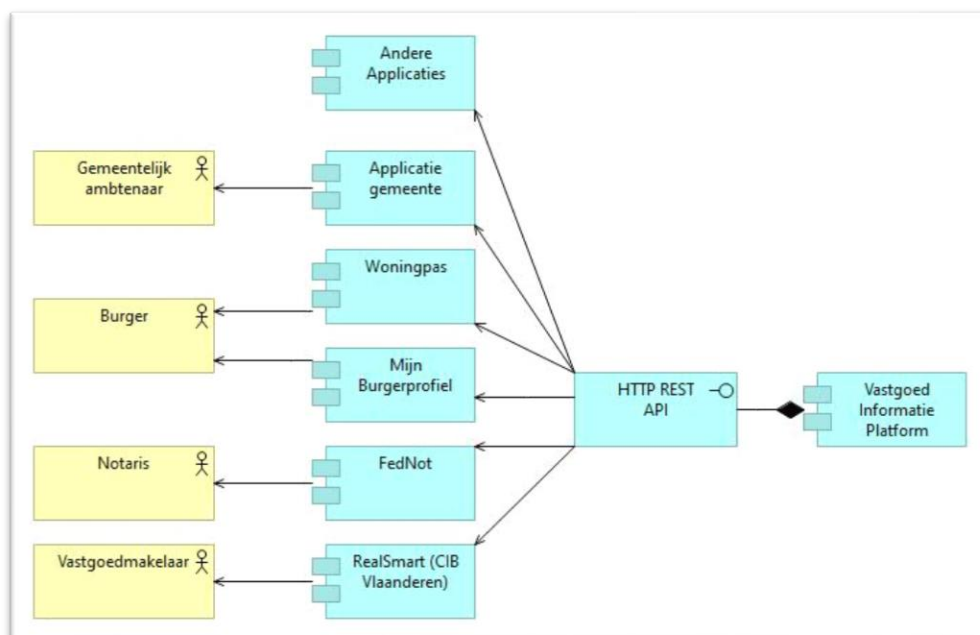 Andere
Applicaties
Gemeentelijk
ambtenaar
Applicatie
gemeente
Woningpas
Burger
Mijn
Burgerprofiel
HTTP REST
API
Vastgoed
Informatie
Platform
Notaris
FedNot
Vastgoedmakelaar
RealSmart (CIB
Vlaanderen)